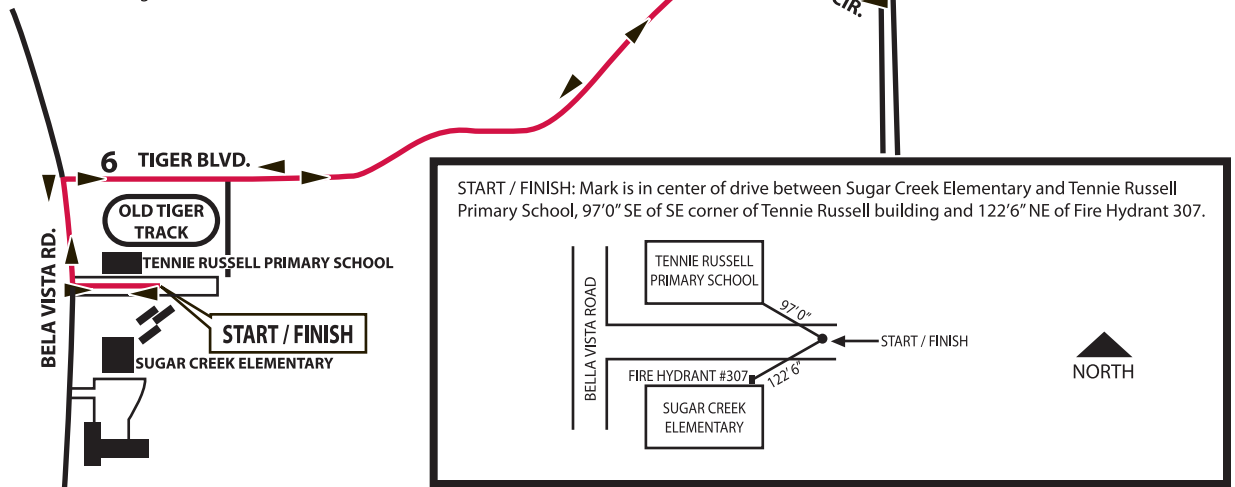 CIR.
6 TIGER BLVD.
OLD TIGER
TRACK
BELA VISTA RD.
TENNIE RUSSELL PRIMARY SCHOOL
START / FINISH
SUGAR CREEK ELEMENTARY
START / FINISH: Mark is in center of drive between Sugar Creek Elementary and Tennie Russell
Primary School, 97'0" SE of SE corner of Tennie Russell building and 122'6" NE of Fire Hydrant 307.
TENNIE RUSSELL
PRIMARY SCHOOL
BELLA VISTA ROAD
97'0"
START / FINISH
FIRE HYDRANT #307
122'6"
SUGAR CREEK
ELEMENTARY
NORTH